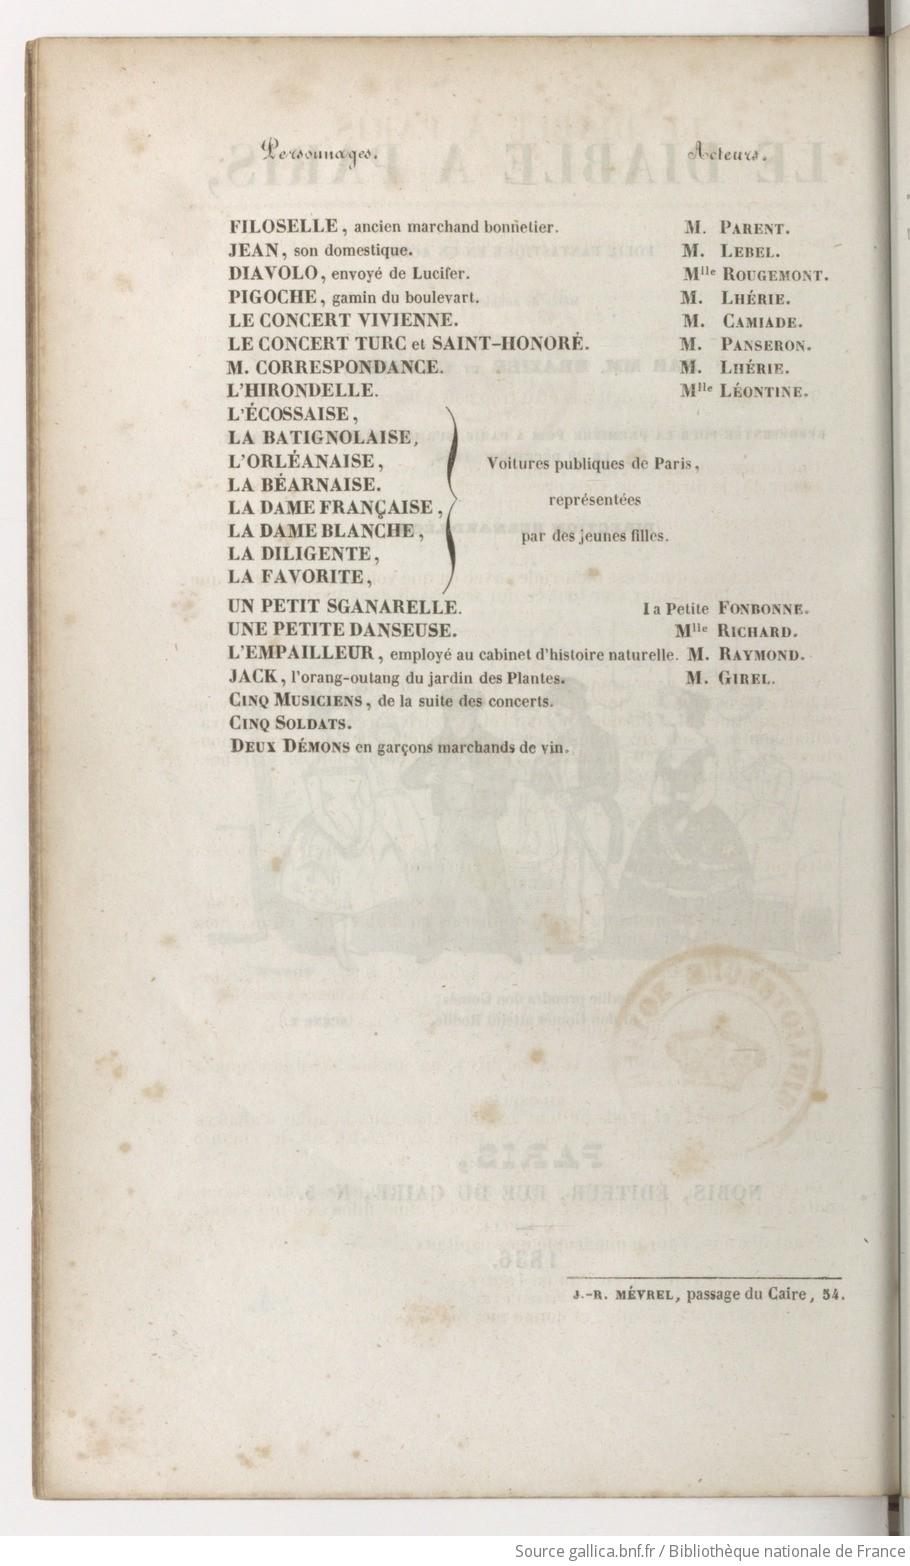 Personnages. Acteurs.
FILOSELLE, ancien marchand bonnetier. M. PARENT.
JEAN, son domestique. M. LEBEL.
DIAVOLO, envoyé de Lucifer. Mlle ROUGEMONT.
PIGOCHE, gamin du boulevart. M. LHÉRIE.
LE CONCERT VIVIENNE. M. CAMIADE.
LE CONCERT TURC et SAINT-HONORÉ. M. PANSERON.
M. CORRESPONDANCE. M. LHÉRIE.
L'HIRONDELLE. Mlle LÉONTINE.
L'ÉCOSSAISE,
LA BATIGNOLAISE,
L'ORLÉANAISE,
LA BÉARNAISE.
LA DAME FRANÇAISE,
LA DAME BLANCHE,
LA DILIGENTE,
LA FAVORITE,
Voitures publiques de Paris,
représentées
par des jeunes filles.
UN PETIT SGANARELLE. La Petite FONBONNE.
UNE PETITE DANSEUSE. Mlle RICHARD.
L'EMPAILLEUR, employé au cabinet d'histoire naturelle. M. RAYMOND.
JACK, l'orang-outang du jardin des Plantes. M. GIREL.
CINQ MUSICIENS, de la suite des concerts.
CINQ SOLDATS.
DEUX DÉMONS en garçons marchands de vin.
J.-R. MÉVREL, passage du Caire, 54.
Source gallica.bnf.fr / Bibliothèque nationale de France